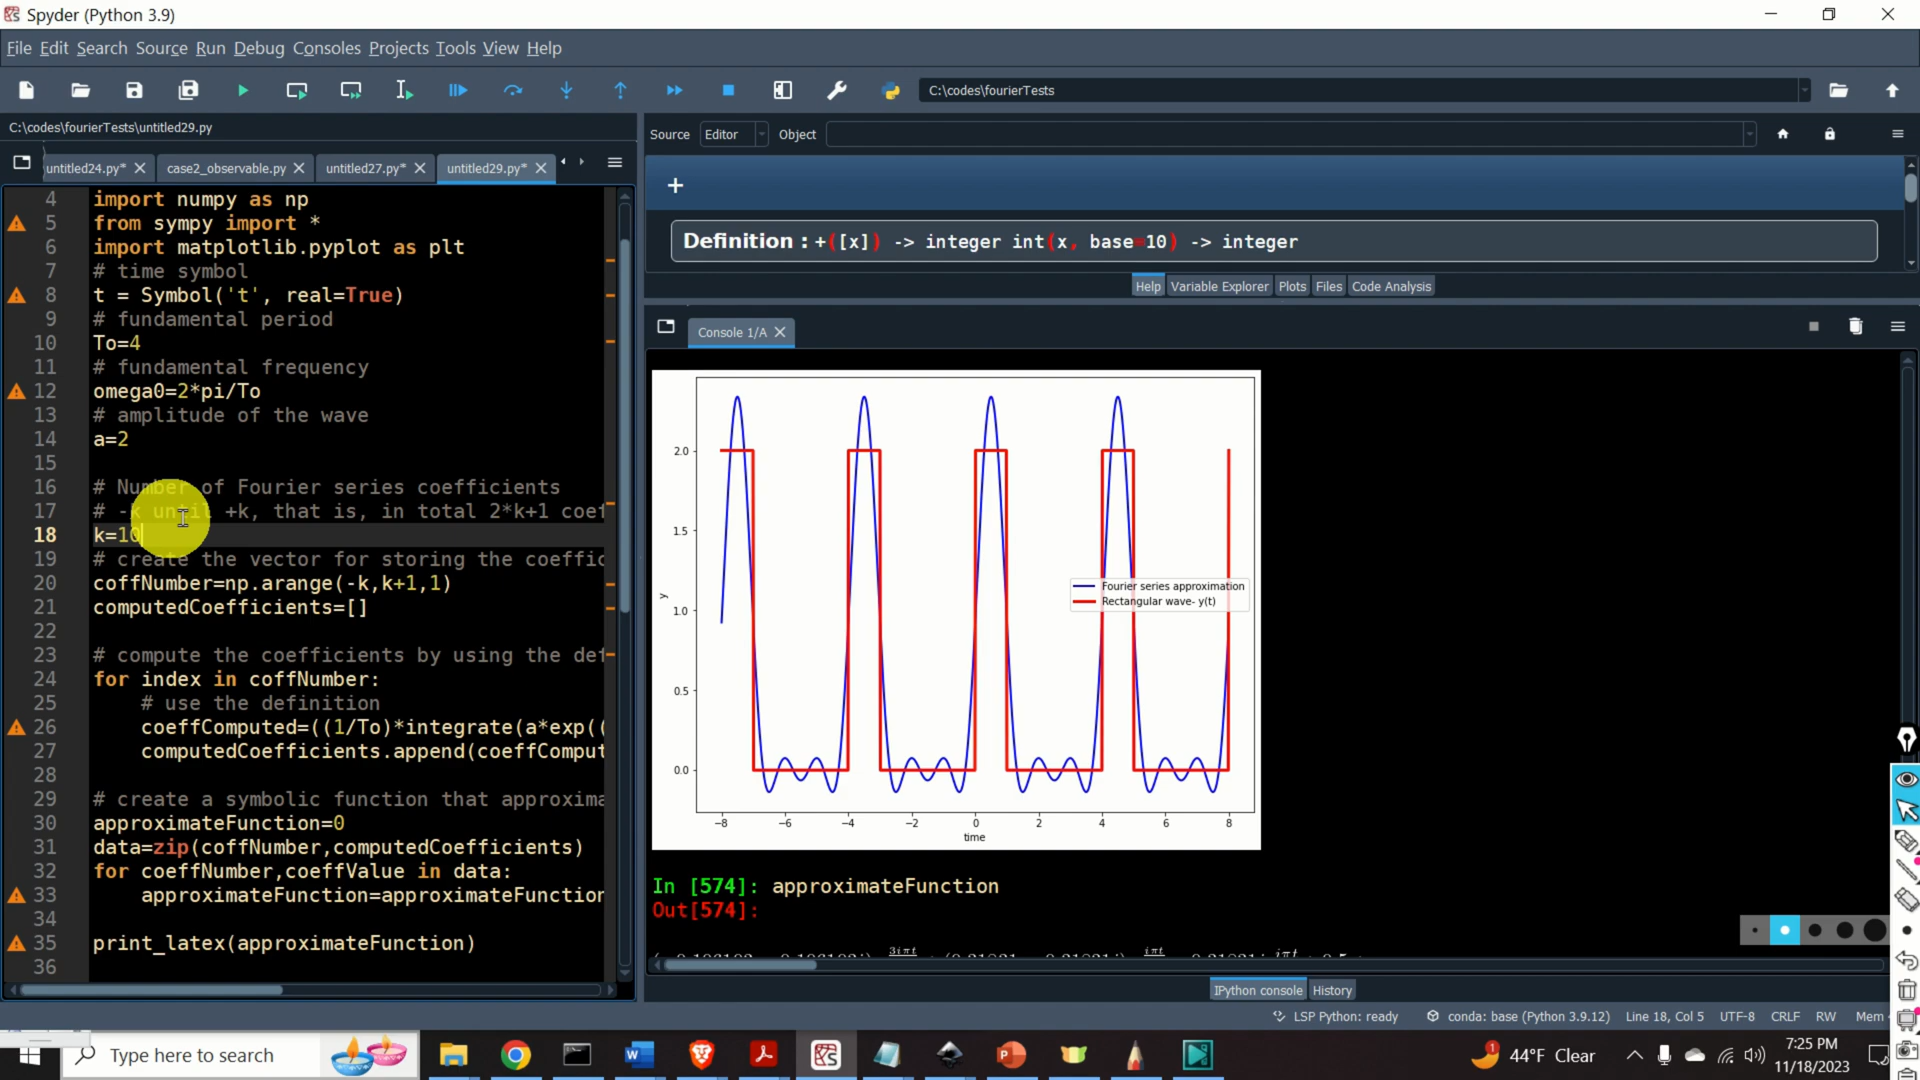 Spyder (Python 3.9)
File Edit Search Source Run Debug Consoles Projects Tools View Help
C:\codes\fourierTests
C:\codes\fourierTests\untitled29.py
untitled24.py*
case2_observable.py
untitled27.py*
untitled29.py*
4 import numpy as np
5 from sympy import *
6 import matplotlib.pyplot as plt
7 # time symbol
8 t = Symbol('t', real=True)
9 # fundamental period
10 To=4
11 # fundamental frequency
12 omega0=2*pi/To
13 # amplitude of the wave
14 a=2
15
16 # Number of Fourier series coefficients
17 # -k until +k, that is, in total 2*k+1 coef
18 k=10
19 # create the vector for storing the coeffic
20 coffNumber=np.arange(-k,k+1,1)
21 computedCoefficients=[]
22
23 # compute the coefficients by using the def
24 for index in coffNumber:
25 # use the definition
26 coeffComputed=((1/To)*integrate(a*exp((
27 computedCoefficients.append(coeffComput
28
29 # create a symbolic function that approxima
30 approximateFunction=0
31 data=zip(coffNumber,computedCoefficients)
32 for coeffNumber,coeffValue in data:
33 approximateFunction=approximateFunction
34
35 print_latex(approximateFunction)
36
Source Editor Object
+
Definition : +([x]) -> integer int(x, base=10) -> integer
Help Variable Explorer Plots Files Code Analysis
Console 1/A
2.0
1.5
1.0
0.5
0.0
y
Fourier series approximation
Rectangular wave- y(t)
-8 -6 -4 -2 0 2 4 6 8
time
In [574]: approximateFunction
Out[574]:
IPython console History
LSP Python: ready conda: base (Python 3.9.12) Line 18, Col 5 UTF-8 CRLF RW Mem
Type here to search
1
44°F Clear
7:25 PM
11/18/2023